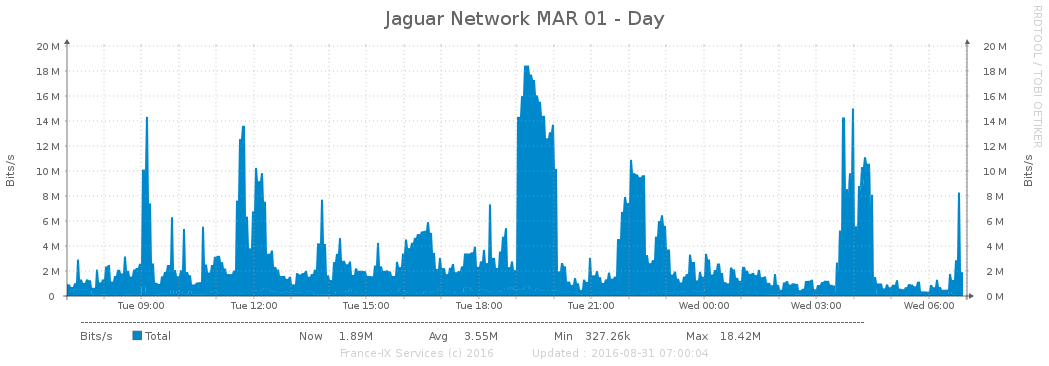 Jaguar Network MAR 01 - Day
RRDTOOL / TOBI OETIKER
Bits/s
20 M 20 M
18 M 18 M
16 M 16 M
14 M 14 M
12 M 12 M
10 M 10 M
8 M 8 M
6 M 6 M
4 M 4 M
2 M 2 M
0 0 M
Bits/s
Tue 09:00 Tue 12:00 Tue 15:00 Tue 18:00 Tue 21:00 Wed 00:00 Wed 03:00 Wed 06:00
Bits/s Total Now 1.89M Avg 3.55M Min 327.26k Max 18.42M
France-IX Services (c) 2016 Updated : 2016-08-31 07:00:04